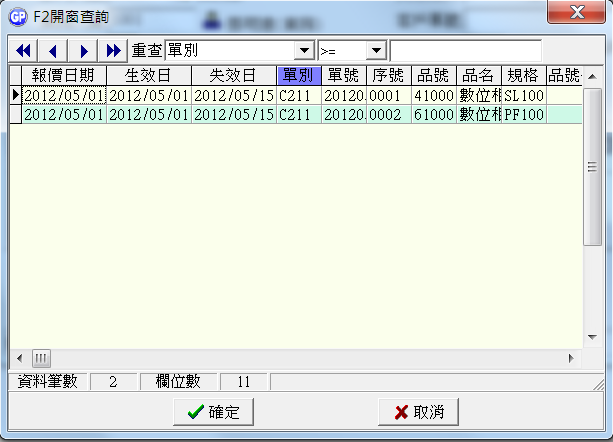 GP F2開窗查詢
重查 單別 >=
報價日期 生效日 失效日 單別 單號 序號 品號 品名 規格 品號
2012/05/01 2012/05/01 2012/05/15 C211 20120 0001 41000 數位 SL100
2012/05/01 2012/05/01 2012/05/15 C211 20120 0002 61000 數位 PF100
資料筆數 2 欄位數 11
確定 取消